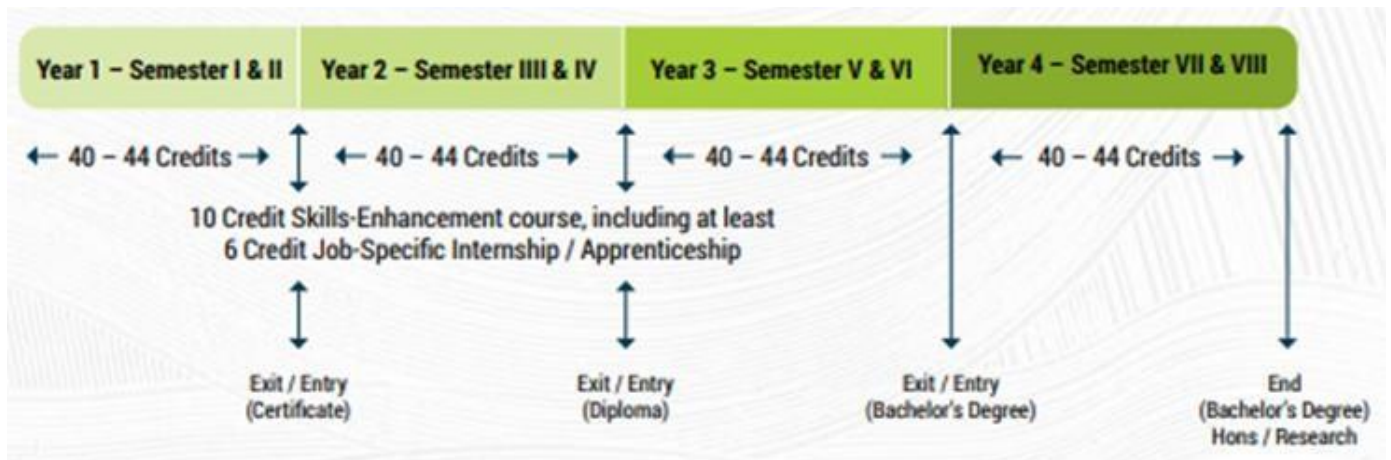 Year 1 – Semester I & II
Year 2 – Semester IIII & IV
Year 3 – Semester V & VI
Year 4 – Semester VII & VIII
40 – 44 Credits
40 – 44 Credits
40 – 44 Credits
40 – 44 Credits
10 Credit Skills-Enhancement course, including at least
6 Credit Job-Specific Internship / Apprenticeship
Exit / Entry
(Certificate)
Exit / Entry
(Diploma)
Exit / Entry
(Bachelor's Degree)
End
(Bachelor's Degree)
Hons / Research